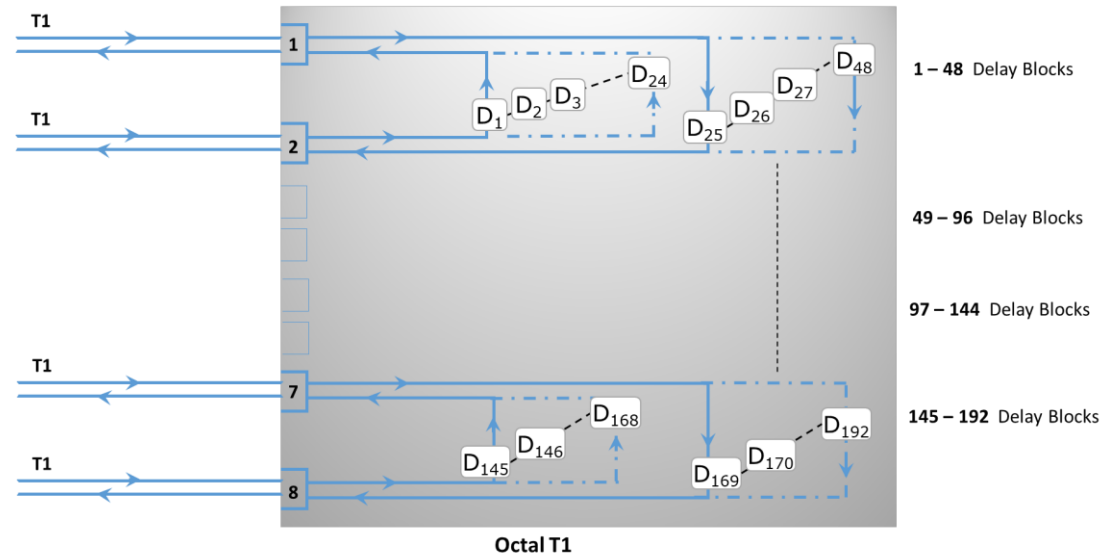 T1
1
D24
D48
1 – 48 Delay Blocks
D3
D27
D2
D26
D1
D25
T1
2
49 – 96 Delay Blocks
97 – 144 Delay Blocks
T1
7
D168
D192
145 – 192 Delay Blocks
D146
D170
D145
D169
T1
8
Octal T1